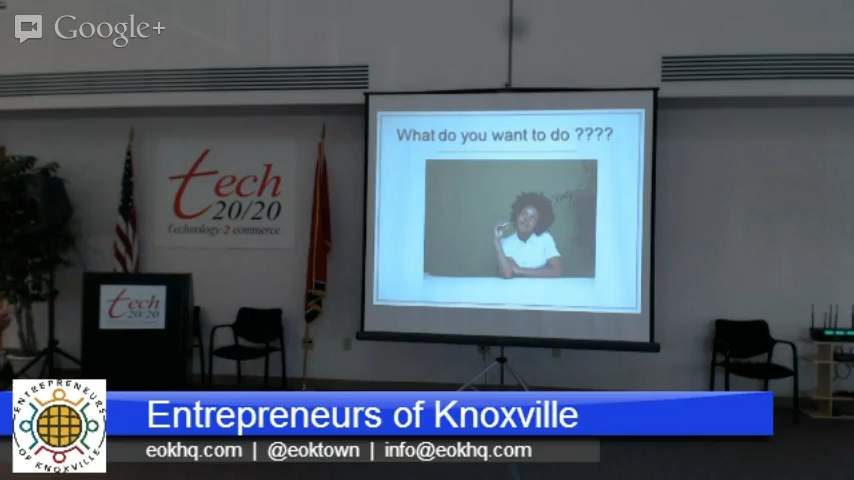 Google+
What do you want to do ????
tech
20/20
technology 2 commerce
tech
20/20
ENTREPRENEURS
OF KNOXVILLE
Entrepreneurs of Knoxville
eokhq.com | @eoktown | info@eokhq.com